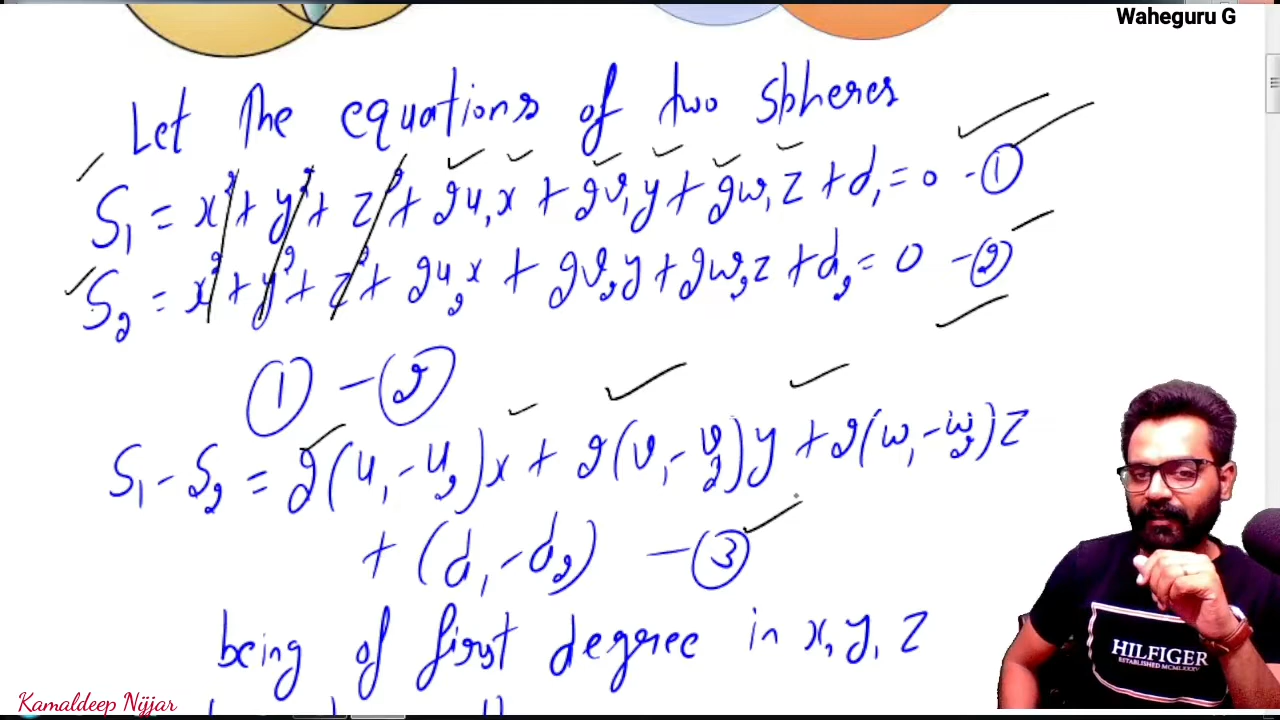 Waheguru G
Let the equations of two spheres
S₁ = x² + y² + z² + 2u₁x + 2v₁y + 2w₁z + d₁ = 0 - ①
S₂ = x² + y² + z² + 2u₂x + 2v₂y + 2w₂z + d₂ = 0 - ②
① - ②
S₁ - S₂ = 2(u₁ - u₂)x + 2(v₁ - v₂)y + 2(w₁ - w₂)z
+ (d₁ - d₂) - ③
being of first degree in x, y, z
HILFIGER
ESTABLISHED MCMLXXXV
Kamaldeep Nijjar